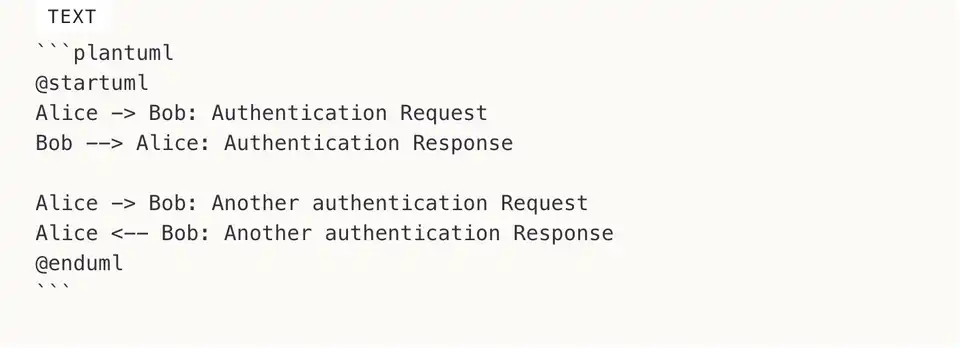 TEXT
```plantuml
@startuml
Alice -> Bob: Authentication Request
Bob --> Alice: Authentication Response

Alice -> Bob: Another authentication Request
Alice <-- Bob: Another authentication Response
@enduml
```